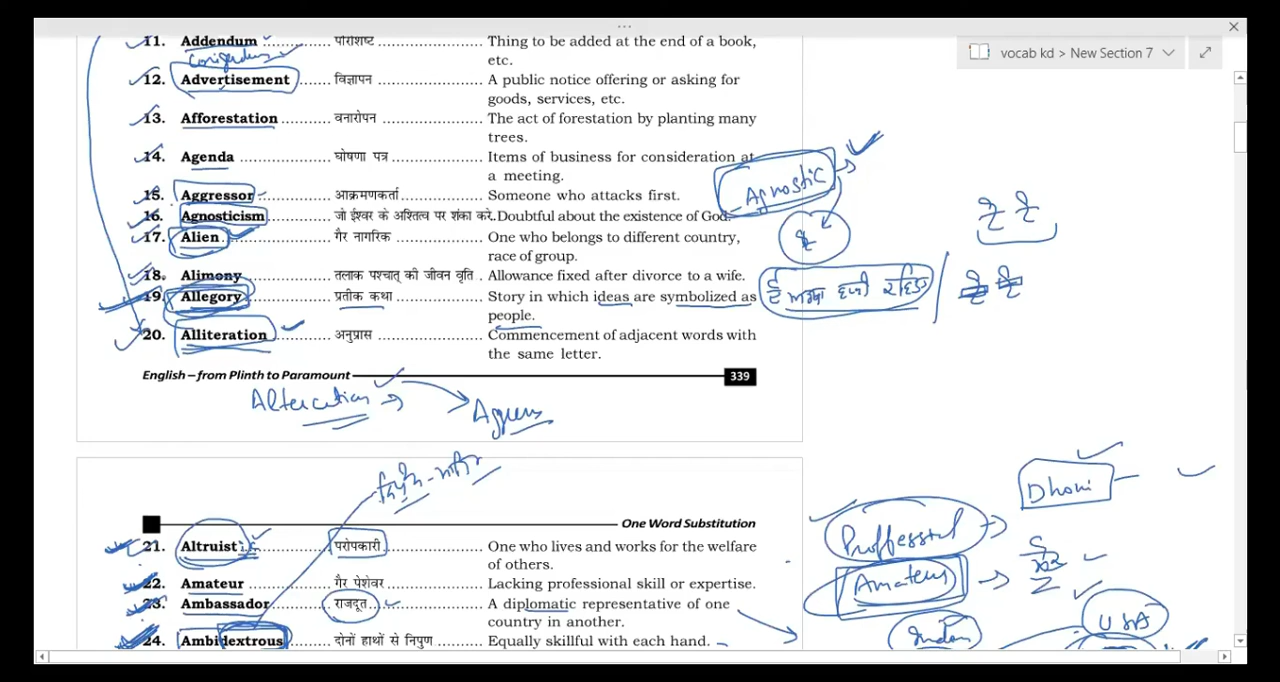 vocab kd > New Section 7
11. Addendum .................. परिशिष्ट ...................... Thing to be added at the end of a book,
etc.
12. Advertisement ...... विज्ञापन ...................... A public notice offering or asking for
goods, services, etc.
13. Afforestation .......... वनारोपन .................... The act of forestation by planting many
trees.
14. Agenda ...................... घोषणा पत्र .................. Items of business for consideration at
a meeting.
Agnostic
15. Aggressor आक्रमणकर्ता .................. Someone who attacks first.
16. Agnosticism जो ईश्वर के अश्तित्व पर शंका करे. Doubtful about the existence of God.
17. Alien गैर नागरिक .................. One who belongs to different country,
race of group.
18. Alimony .................... तलाक पश्चात् की जीवन वृति . Allowance fixed after divorce to a wife.
19. Allegory .................... प्रतीक कथा .................. Story in which ideas are symbolized as
people.
20. Alliteration .............. अनुप्रास ...................... Commencement of adjacent words with
the same letter.
English – from Plinth to Paramount 339
Altercation
Dhoni
One Word Substitution
21. Altruist परोपकारी .................... One who lives and works for the welfare
of others.
22. Amateur .................... गैर पेशेवर .................. Lacking professional skill or expertise.
Amateur
23. Ambassador राजदूत A diplomatic representative of one
country in another.
USA
24. Ambidextrous दोनों हाथों से निपुण .......... Equally skillful with each hand.